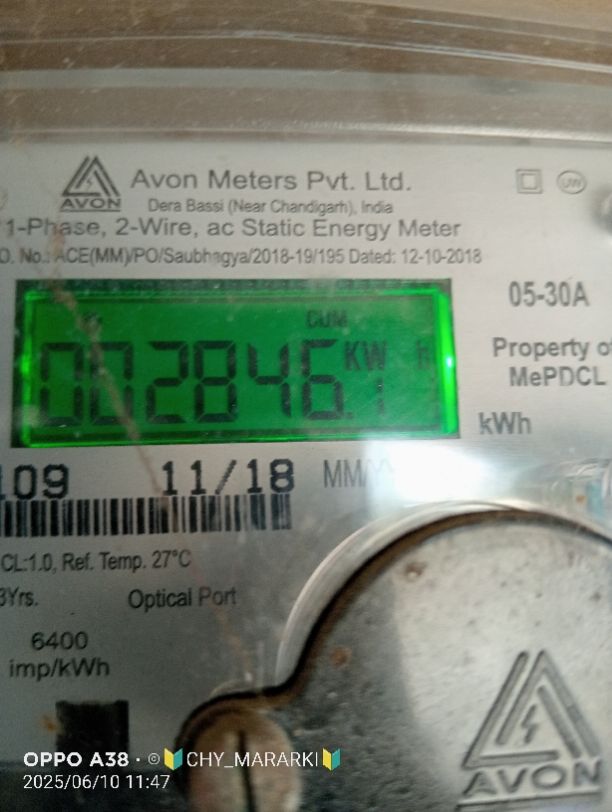 Avon Meters Pvt. Ltd.
AVON
Dera Bassi (Near Chandigarh), India
UW
1-Phase, 2-Wire, ac Static Energy Meter
O. No.: ACE(MM)/PO/Saubhagya/2018-19/195 Dated: 12-10-2018
05-30A
CUM
002846.1 KW h
Property of
MePDCL
kWh
109 11/18 MM/
CL:1.0, Ref. Temp. 27°C
3Yrs. Optical Port
6400
imp/kWh
AVON
OPPO A38 · ©🔰CHY_MARARKI🔰
2025/06/10 11:47